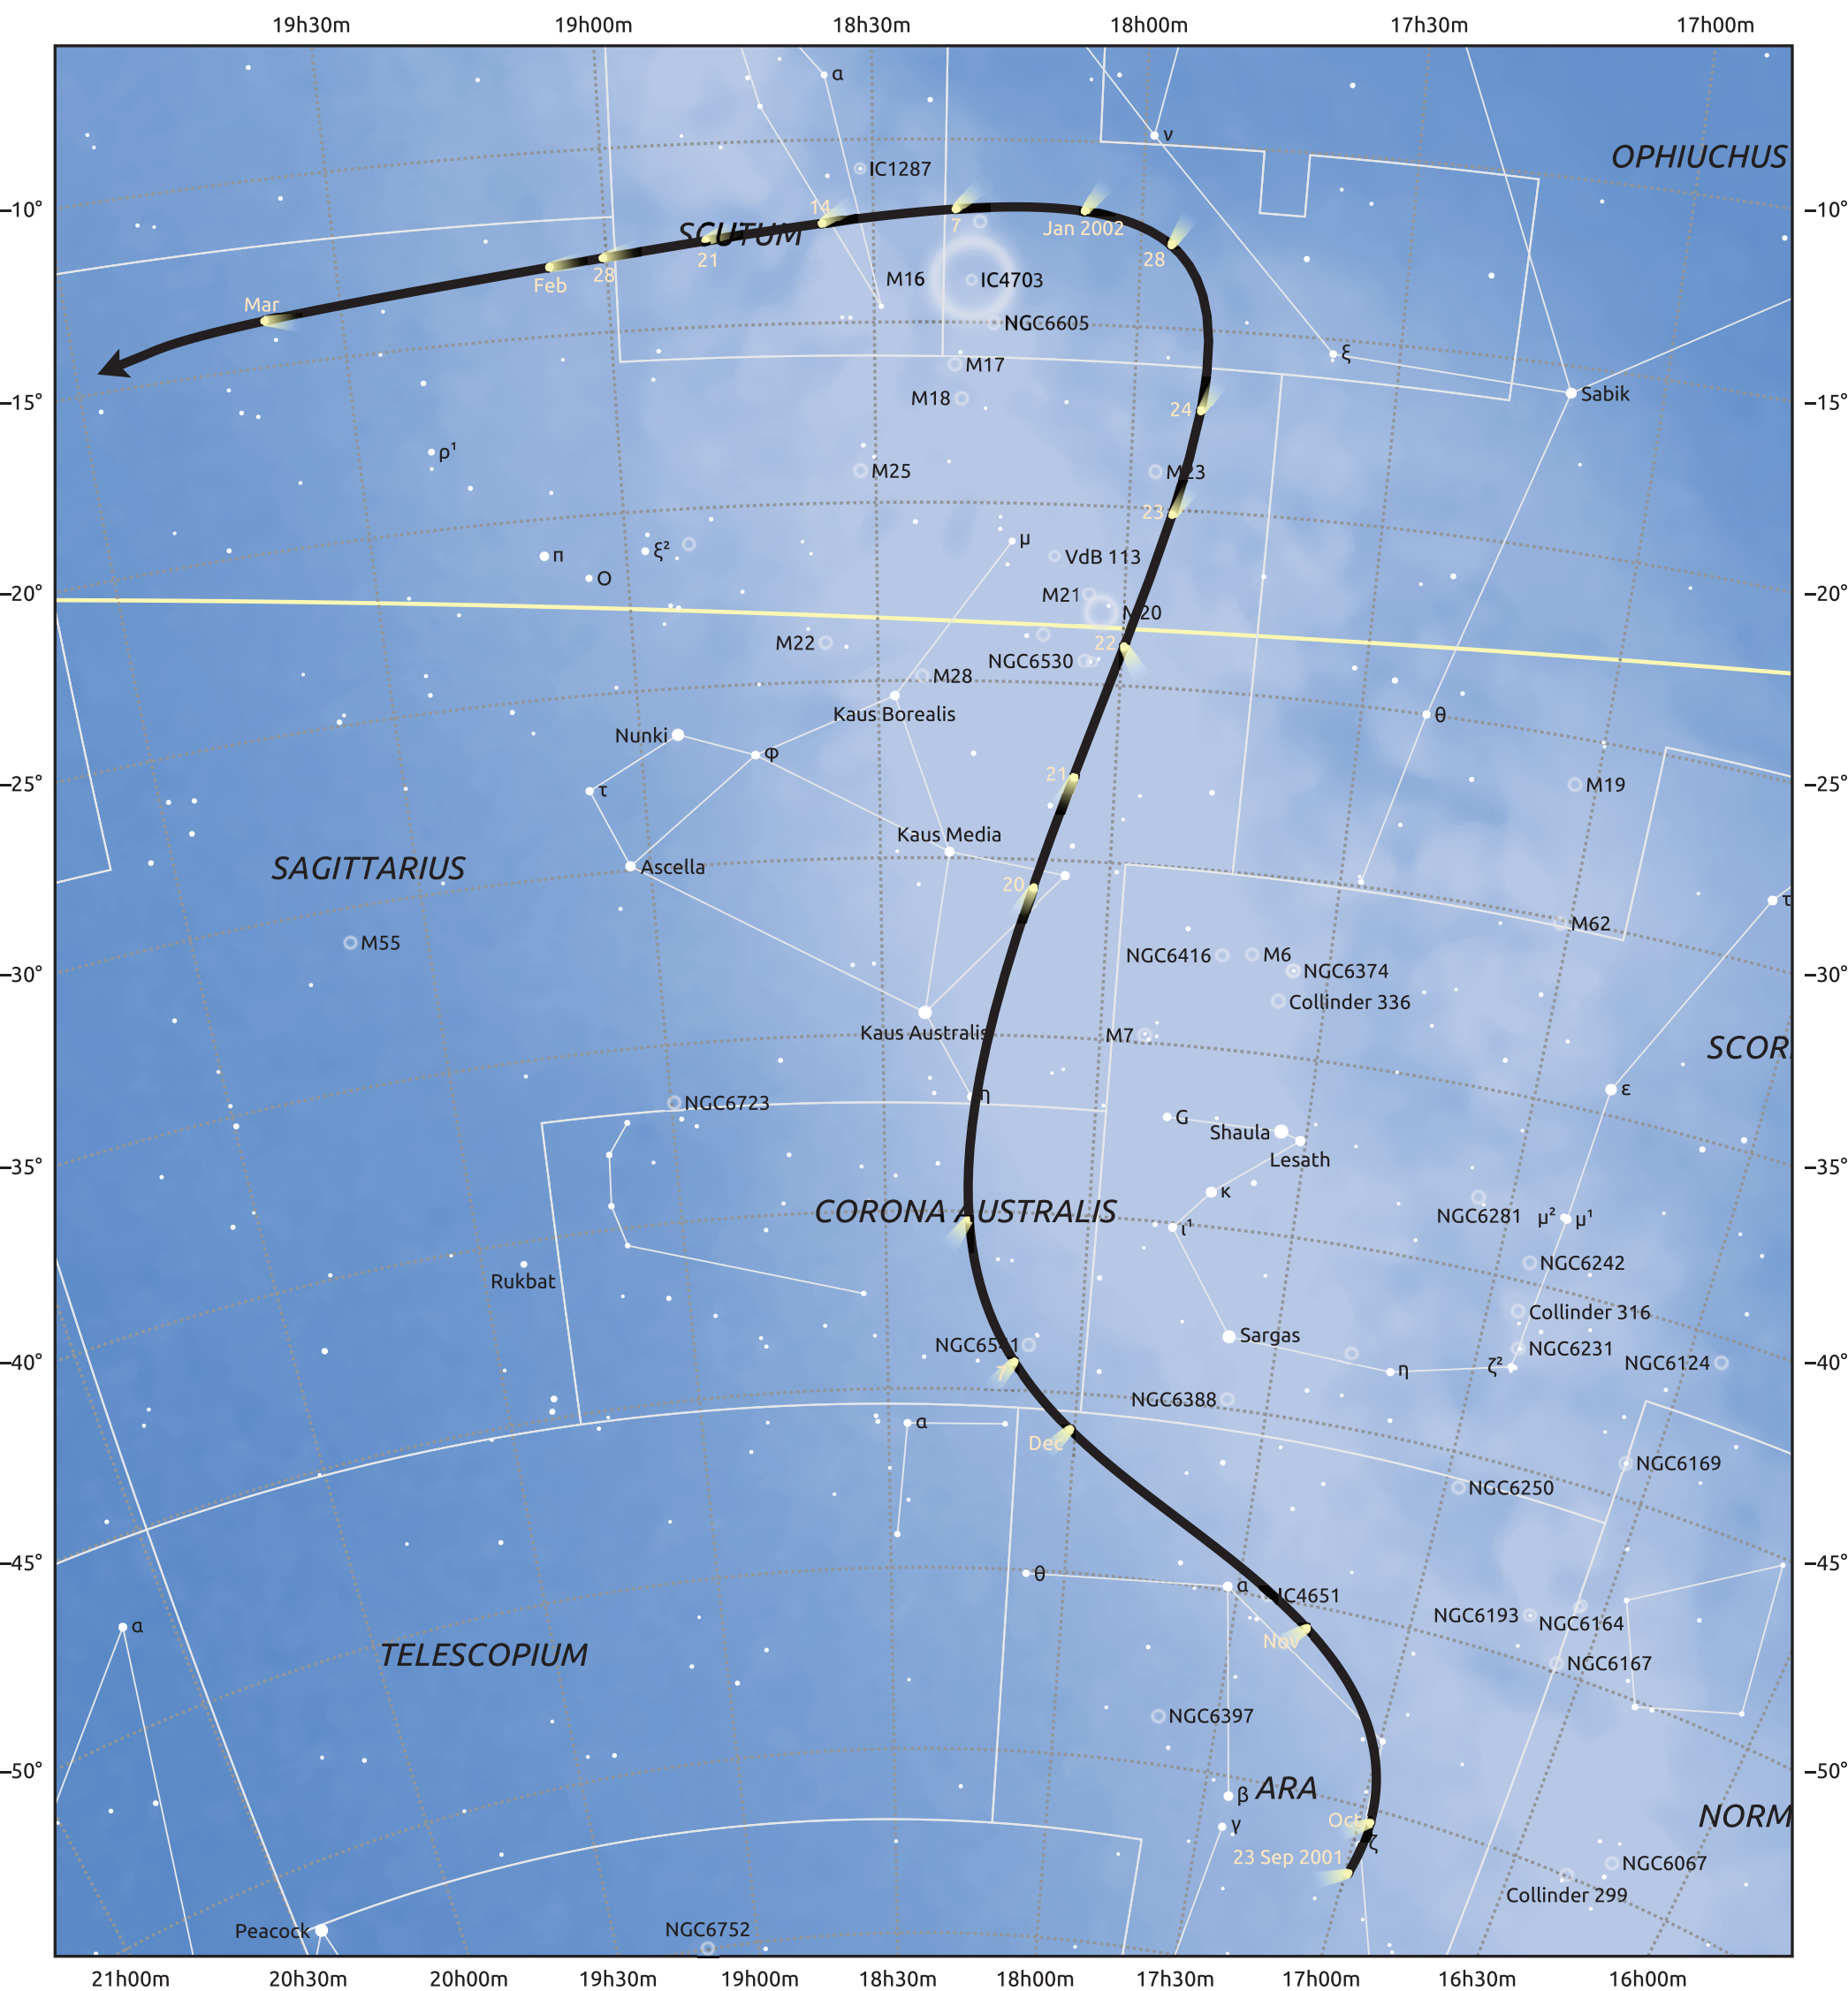 19h30m 19h00m 18h30m 18h00m 17h30m 17h00m
α
ν
OPHIUCHUS
IC1287
−10° −10°
14
SCUTUM
7
Jan 2002
28
21
28
Feb
M16
IC4703
Mar
NGC6605
ξ
M17
Sabik
M18
−15° −15°
24
ρ¹
M25
M23
23
μ
π
ξ²
VdB 113
O
M21
−20° −20°
M20
M22
22
NGC6530
M28
Kaus Borealis
θ
Nunki
φ
21
τ
−25° −25°
M19
Kaus Media
SAGITTARIUS
Ascella
20
τ
M62
M55
NGC6416
M6
NGC6374
−30° −30°
Collinder 336
Kaus Australis
M7
SCOR
η
ε
NGC6723
G
Shaula
Lesath
−35° −35°
κ
CORONA AUSTRALIS
NGC6281
μ²
μ¹
ι¹
NGC6242
Rukbat
Collinder 316
Sargas
NGC6541
NGC6231
−40° −40°
7
η
ζ²
NGC6124
NGC6388
α
Dec
NGC6169
NGC6250
−45° −45°
θ
α
IC4651
NGC6193
NGC6164
α
Nov
TELESCOPIUM
NGC6167
NGC6397
−50° −50°
β
ARA
NORM
Oct
γ
ζ
23 Sep 2001
NGC6067
Collinder 299
Peacock
NGC6752
21h00m 20h30m 20h00m 19h30m 19h00m 18h30m 18h00m 17h30m 17h00m 16h30m 16h00m